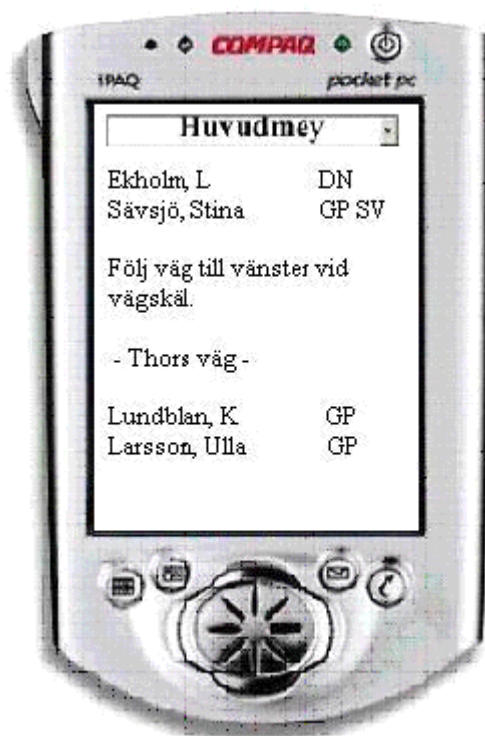 COMPAQ
iPAQ pocket pc
Huvudmey
Ekholm, L DN
Sävsjö, Stina GP SV
Följ väg till vänster vid
vägskäl.
- Thors väg -
Lundblan, K GP
Larsson, Ulla GP